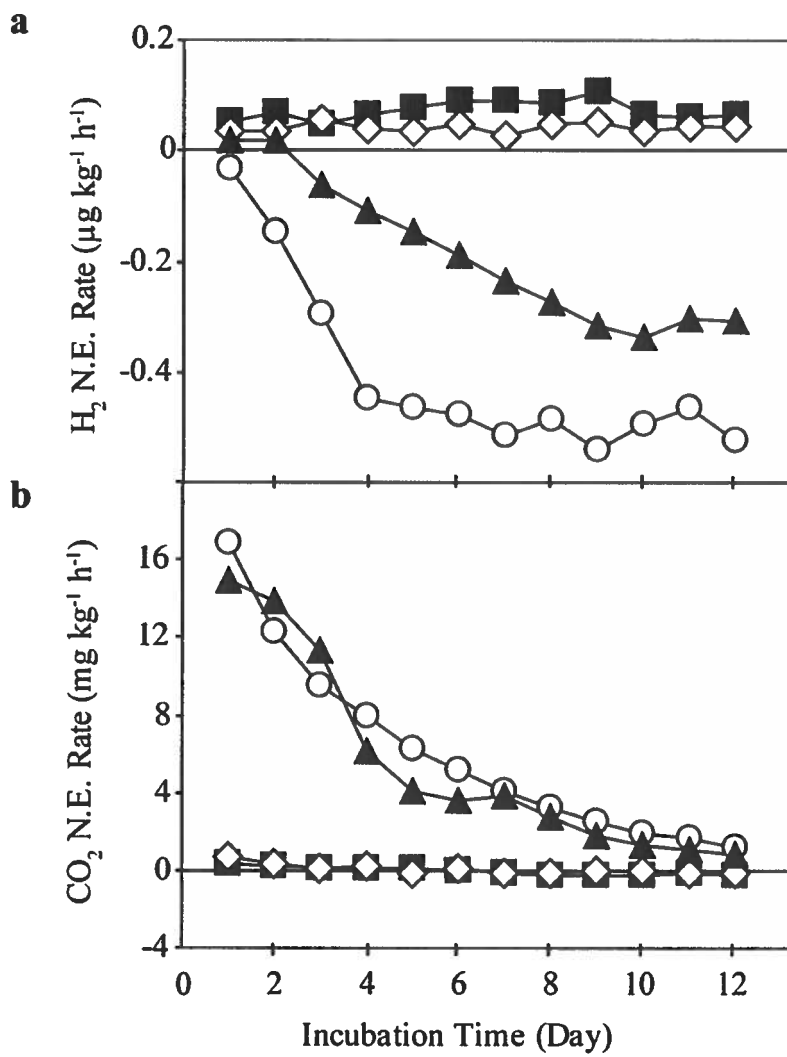 a
0.2
0
-0.2
-0.4
H₂ N.E. Rate (µg kg⁻¹ h⁻¹)
b
16
12
8
4
0
-4
CO₂ N.E. Rate (mg kg⁻¹ h⁻¹)
0 2 4 6 8 10 12
Incubation Time (Day)